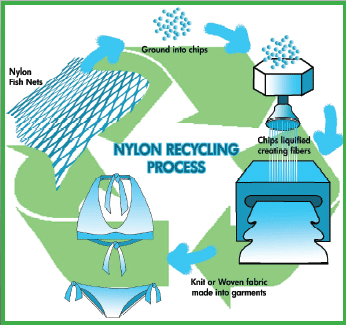 Ground into chips
Nylon
Fish Nets
NYLON RECYCLING
PROCESS
Chips liquified
creating fibers
Knit or Woven fabric
made into garments